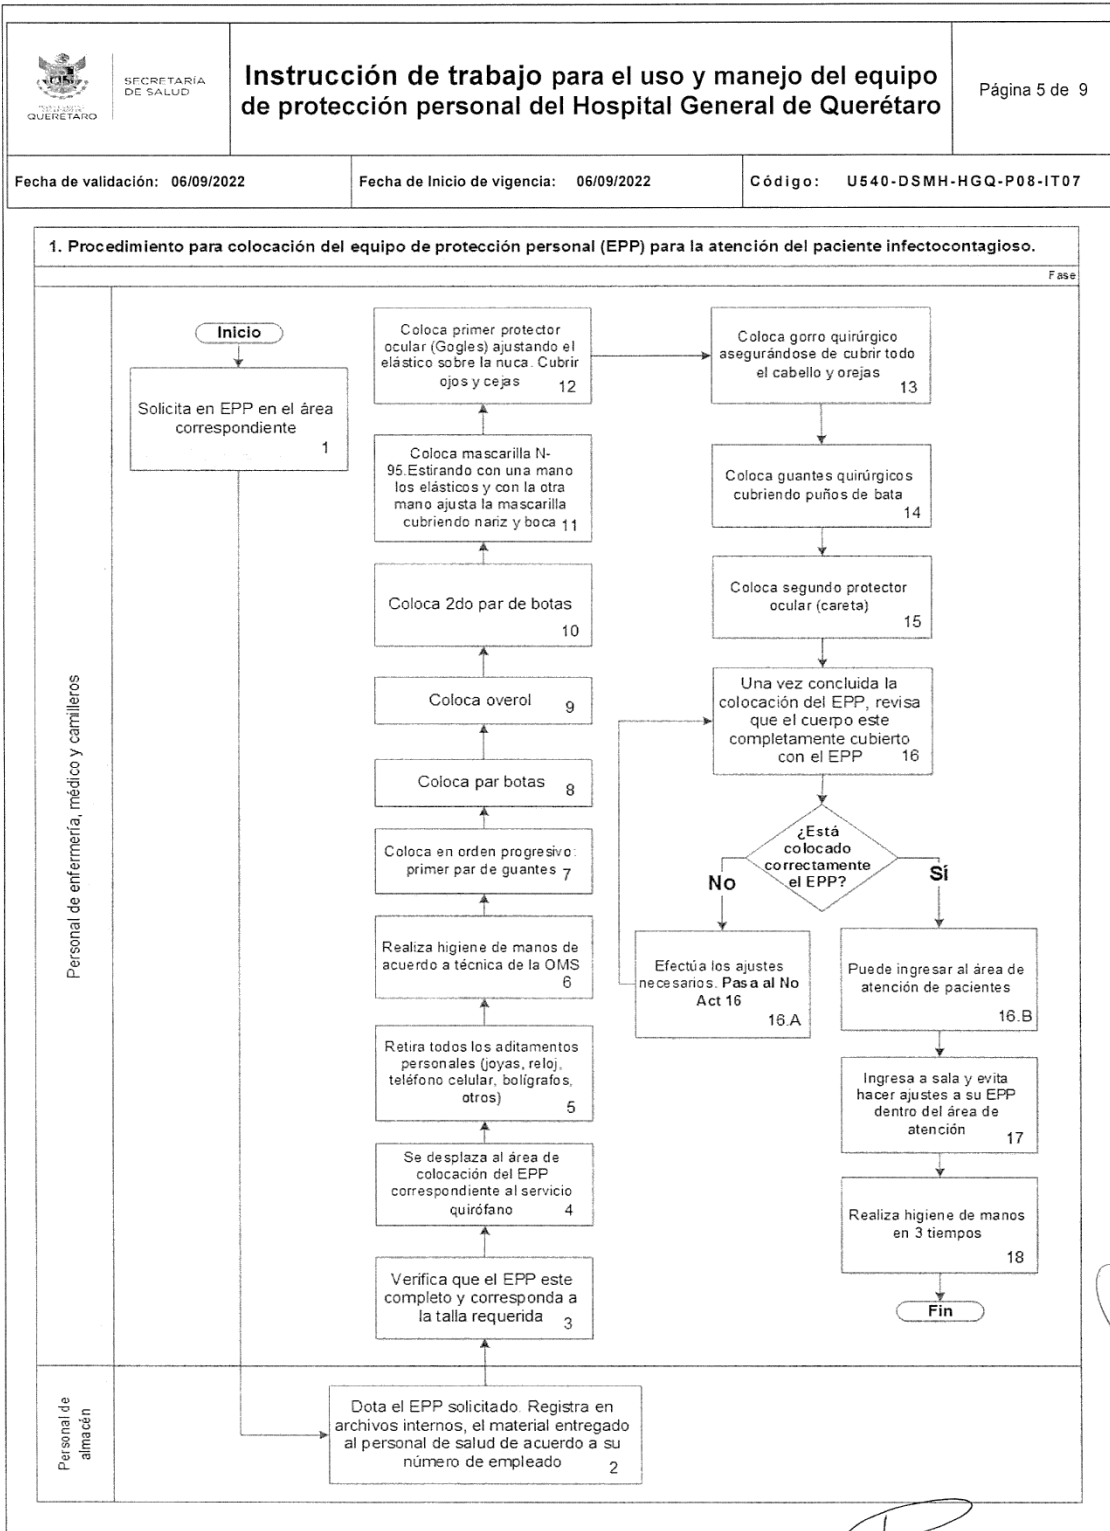 SECRETARÍA
DE SALUD
QUERÉTARO
Instrucción de trabajo para el uso y manejo del equipo
de protección personal del Hospital General de Querétaro
Página 5 de 9
Fecha de validación: 06/09/2022
Fecha de Inicio de vigencia: 06/09/2022
Código: U540-DSMH-HGQ-P08-IT07
1. Procedimiento para colocación del equipo de protección personal (EPP) para la atención del paciente infectocontagioso.
Fase
Personal de enfermería, médico y camilleros
Inicio
Solicita en EPP en el área
correspondiente
1
Personal de
almacén
Dota el EPP solicitado. Registra en
archivos internos, el material entregado
al personal de salud de acuerdo a su
número de empleado
2
Verifica que el EPP este
completo y corresponda a
la talla requerida
3
Se desplaza al área de
colocación del EPP
correspondiente al servicio
quirófano
4
Retira todos los aditamentos
personales (joyas, reloj,
teléfono celular, bolígrafos,
otros)
5
Realiza higiene de manos de
acuerdo a técnica de la OMS
6
Coloca en orden progresivo:
primer par de guantes
7
Coloca par botas
8
Coloca overol
9
Coloca 2do par de botas
10
Coloca mascarilla N-
95.Estirando con una mano
los elásticos y con la otra
mano ajusta la mascarilla
cubriendo nariz y boca
11
Coloca primer protector
ocular (Gogles) ajustando el
elástico sobre la nuca. Cubrir
ojos y cejas
12
Coloca gorro quirúrgico
asegurándose de cubrir todo
el cabello y orejas
13
Coloca guantes quirúrgicos
cubriendo puños de bata
14
Coloca segundo protector
ocular (careta)
15
Una vez concluida la
colocación del EPP, revisa
que el cuerpo este
completamente cubierto
con el EPP
16
¿Está
colocado
correctamente
el EPP?
No
Sí
Efectúa los ajustes
necesarios. Pasa al No
Act 16
16.A
Puede ingresar al área de
atención de pacientes
16.B
Ingresa a sala y evita
hacer ajustes a su EPP
dentro del área de
atención
17
Realiza higiene de manos
en 3 tiempos
18
Fin